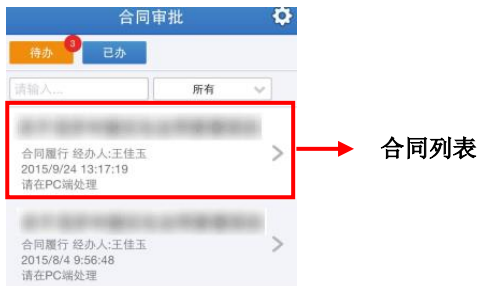 合同审批
待办 3 已办
请输入... 所有
合同履行 经办人:王佳玉
2015/9/24 13:17:19
请在PC端处理
合同列表
合同履行 经办人:王佳玉
2015/8/4 9:56:48
请在PC端处理